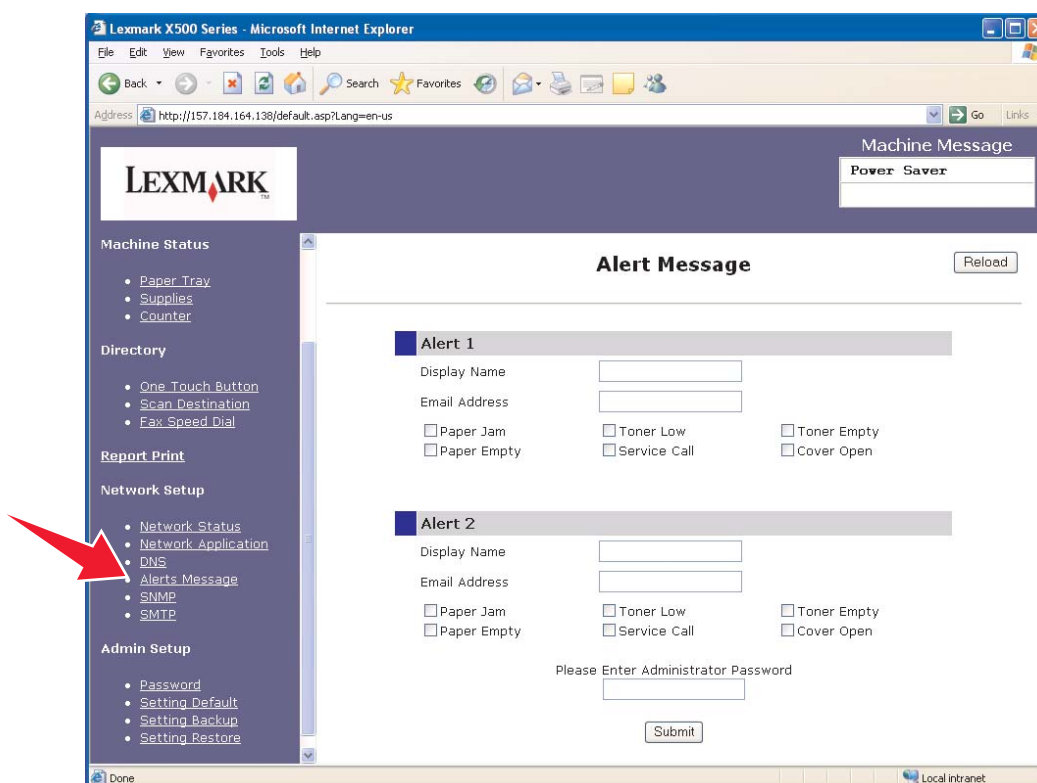 Lexmark X500 Series - Microsoft Internet Explorer
File Edit View Favorites Tools Help
Back Search Favorites
Address http://157.184.164.138/default.asp?Lang=en-us Go Links
Machine Message
Power Saver
LEXMARK TM
Machine Status
Paper Tray
Supplies
Counter
Directory
One Touch Button
Scan Destination
Fax Speed Dial
Report Print
Network Setup
Network Status
Network Application
DNS
Alerts Message
SNMP
SMTP
Admin Setup
Password
Setting Default
Setting Backup
Setting Restore
Alert Message Reload
Alert 1
Display Name
Email Address
Paper Jam Toner Low Toner Empty
Paper Empty Service Call Cover Open
Alert 2
Display Name
Email Address
Paper Jam Toner Low Toner Empty
Paper Empty Service Call Cover Open
Please Enter Administrator Password
Submit
Done Local intranet